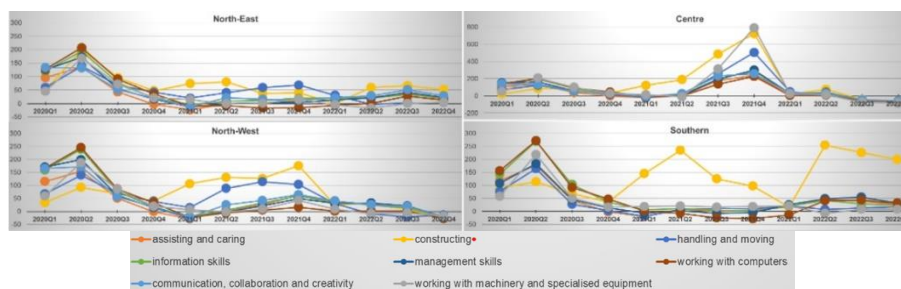 North-East
300
250
200
150
100
50
0
-50
2020Q1 2020Q2 2020Q3 2020Q4 2021Q1 2021Q2 2021Q3 2021Q4 2022Q1 2022Q2 2022Q3 2022Q4
Centre
800
600
400
200
0
2020Q1 2020Q2 2020Q3 2020Q4 2021Q1 2021Q2 2021Q3 2021Q4 2022Q1 2022Q2 2022Q3
North-West
300
250
200
150
100
50
0
-50
2020Q1 2020Q2 2020Q3 2020Q4 2021Q1 2021Q2 2021Q3 2021Q4 2022Q1 2022Q2 2022Q3 2022Q4
Southern
300
250
200
150
100
50
0
-50
2020Q1 2020Q2 2020Q3 2020Q4 2021Q1 2021Q2 2021Q3 2021Q4 2022Q1 2022Q2 2022Q3
assisting and caring constructing handling and moving
information skills management skills working with computers
communication, collaboration and creativity working with machinery and specialised equipment